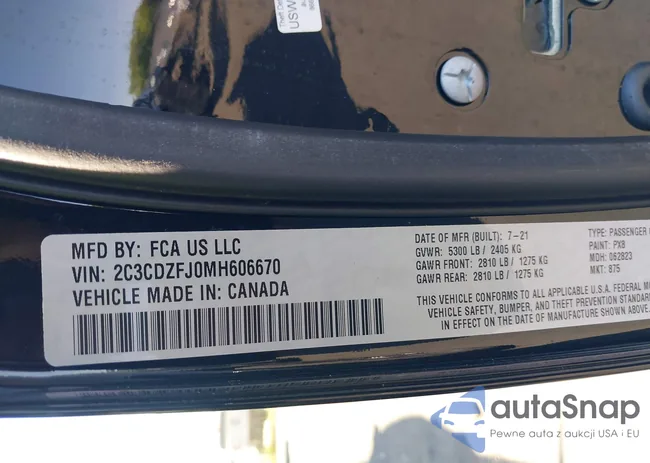 USW
MFD BY: FCA US LLC
VIN: 2C3CDZFJ0MH606670
VEHICLE MADE IN: CANADA
DATE OF MFR (BUILT): 7-21
GVWR: 5300 LB / 2405 KG
GAWR FRONT: 2810 LB / 1275 KG
GAWR REAR: 2810 LB / 1275 KG
TYPE: PASSENGER
PAINT: PX8
MDH: 062823
MKT: 875
THIS VEHICLE CONFORMS TO ALL APPLICABLE U.S.A. FEDERAL
VEHICLE SAFETY, BUMPER, AND THEFT PREVENTION STANDARD
IN EFFECT ON THE DATE OF MANUFACTURE SHOWN ABOVE.
autaSnap
Pewne auta z aukcji USA i EU